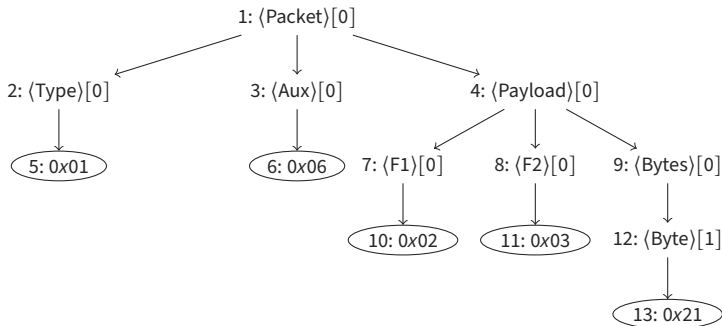 1: ⟨Packet⟩[0]
2: ⟨Type⟩[0] 3: ⟨Aux⟩[0] 4: ⟨Payload⟩[0]
5: 0x01 6: 0x06 7: ⟨F1⟩[0] 8: ⟨F2⟩[0] 9: ⟨Bytes⟩[0]
10: 0x02 11: 0x03 12: ⟨Byte⟩[1]
13: 0x21